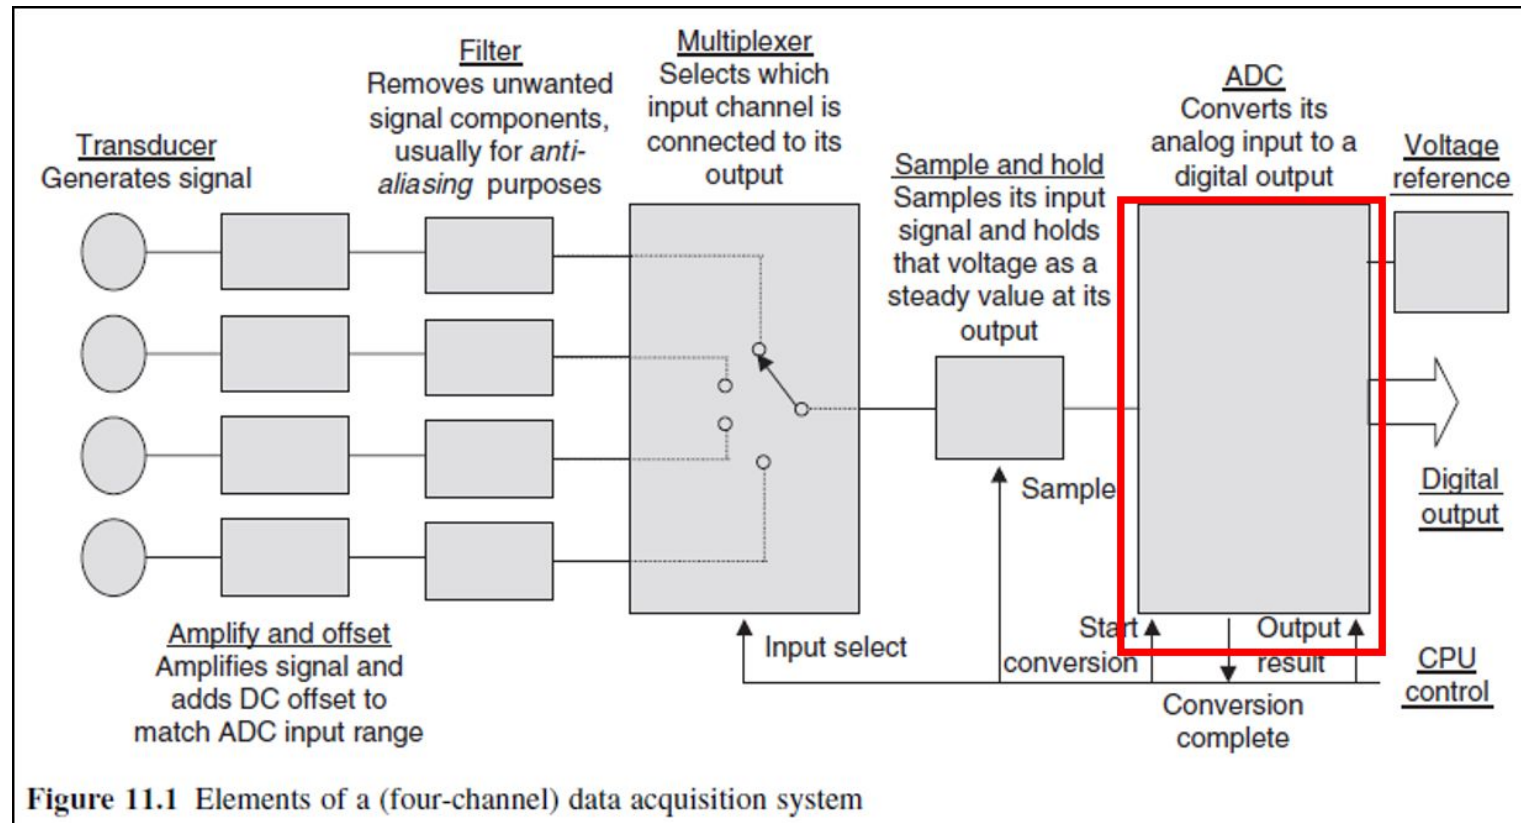 Transducer
Generates signal
Filter
Removes unwanted
signal components,
usually for anti-
aliasing purposes
Multiplexer
Selects which
input channel is
connected to its
output
Sample and hold
Samples its input
signal and holds
that voltage as a
steady value at its
output
ADC
Converts its
analog input to a
digital output
Voltage
reference
Sample
Digital
output
Amplify and offset
Amplifies signal and
adds DC offset to
match ADC input range
Input select
Start
conversion
Output
result
Conversion
complete
CPU
control
Figure 11.1 Elements of a (four-channel) data acquisition system